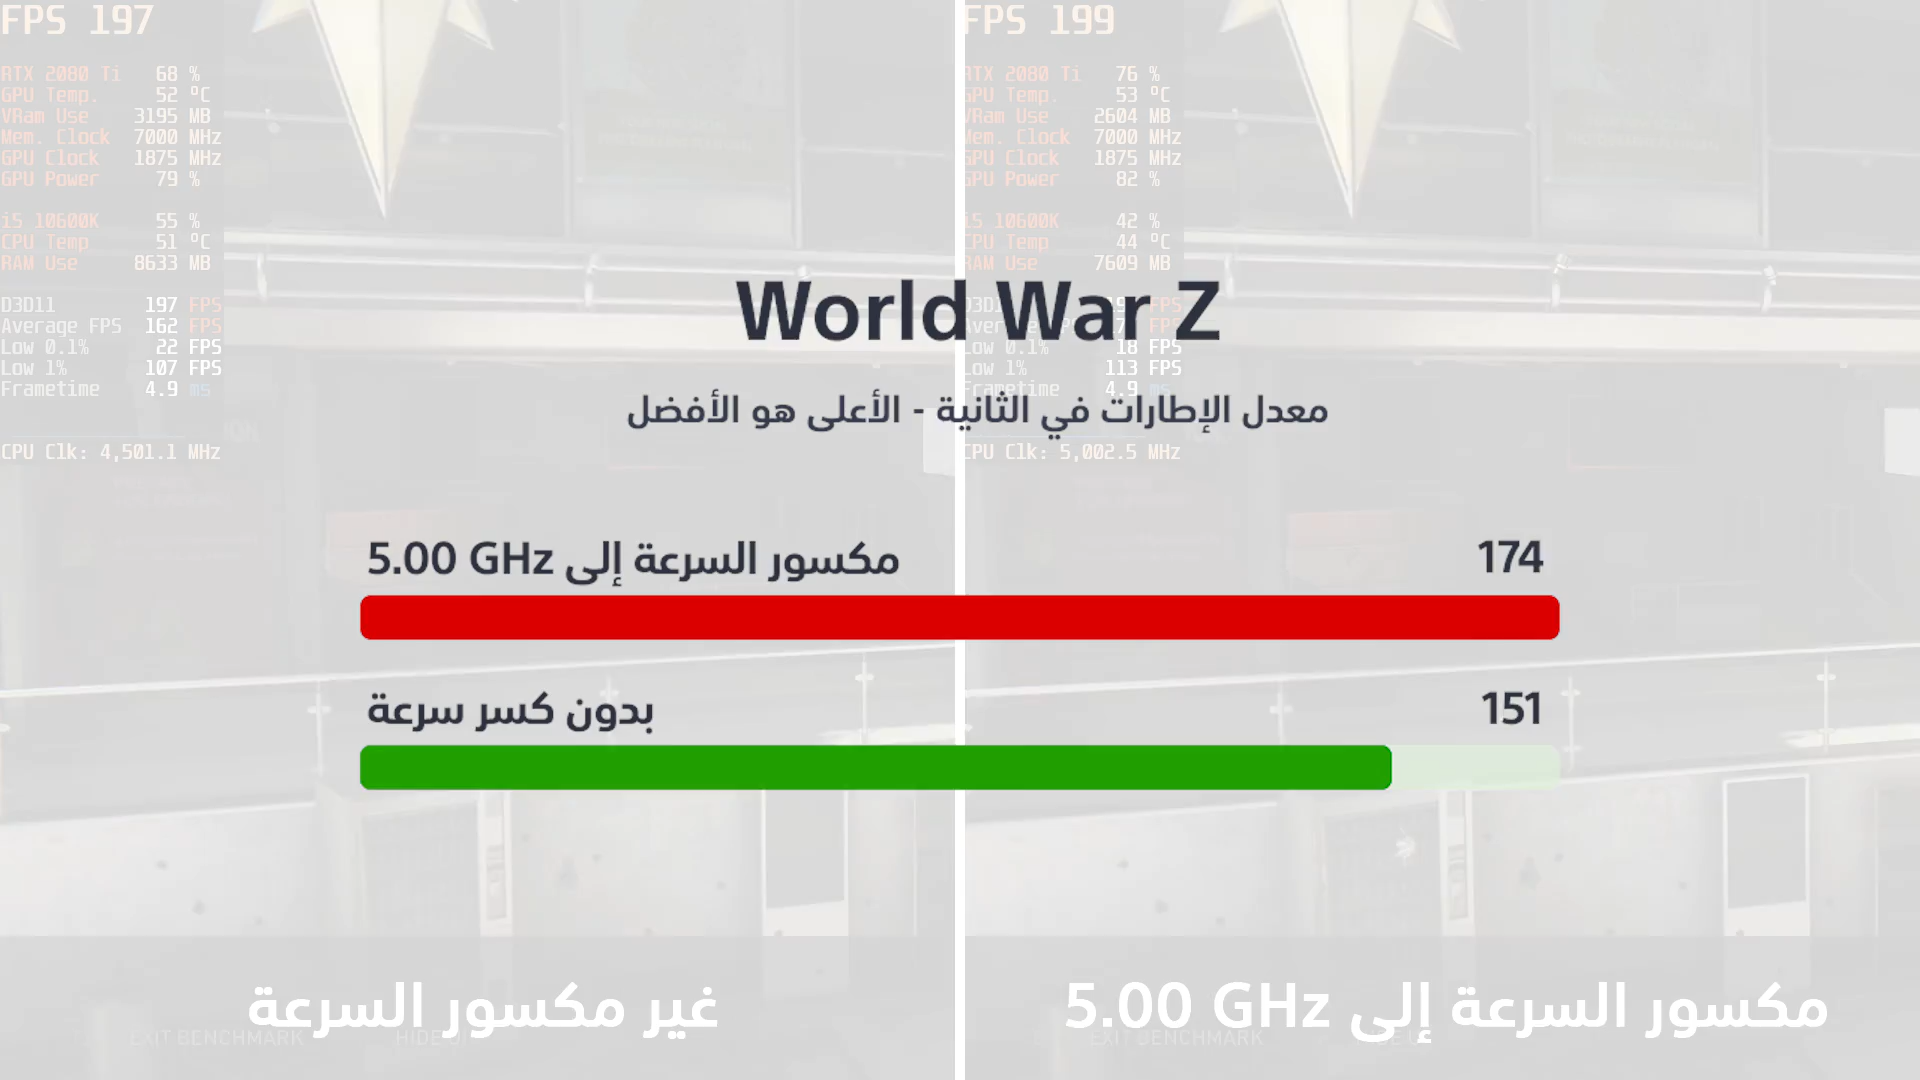 FPS 197
RTX 2080 Ti 68 %
GPU Temp. 52 °C
VRam Use 3195 MB
Mem. Clock 7000 MHz
GPU Clock 1875 MHz
GPU Power 79 %
i5 10600K 55 %
CPU Temp 51 °C
RAM Use 8633 MB
D3D11 197 FPS
Average FPS 162 FPS
Low 0.1% 22 FPS
Low 1% 107 FPS
Frametime 4.9 ms
CPU Clk: 4,501.1 MHz
FPS 199
RTX 2080 Ti 76 %
GPU Temp. 53 °C
VRam Use 2604 MB
Mem. Clock 7000 MHz
GPU Clock 1875 MHz
GPU Power 82 %
i5 10600K 42 %
CPU Temp 44 °C
RAM Use 7609 MB
FPS
FPS
Low 0.1% 18 FPS
Low 1% 113 FPS
Frametime 4.9 ms
CPU Clk: 5,002.5 MHz
World War Z
معدل الإطارات في الثانية - الأعلى هو الأفضل
مكسور السرعة إلى 5.00 GHz 174
بدون كسر سرعة 151
غير مكسور السرعة
مكسور السرعة إلى 5.00 GHz
EXIT BENCHMARK
EXIT BENCHMARK